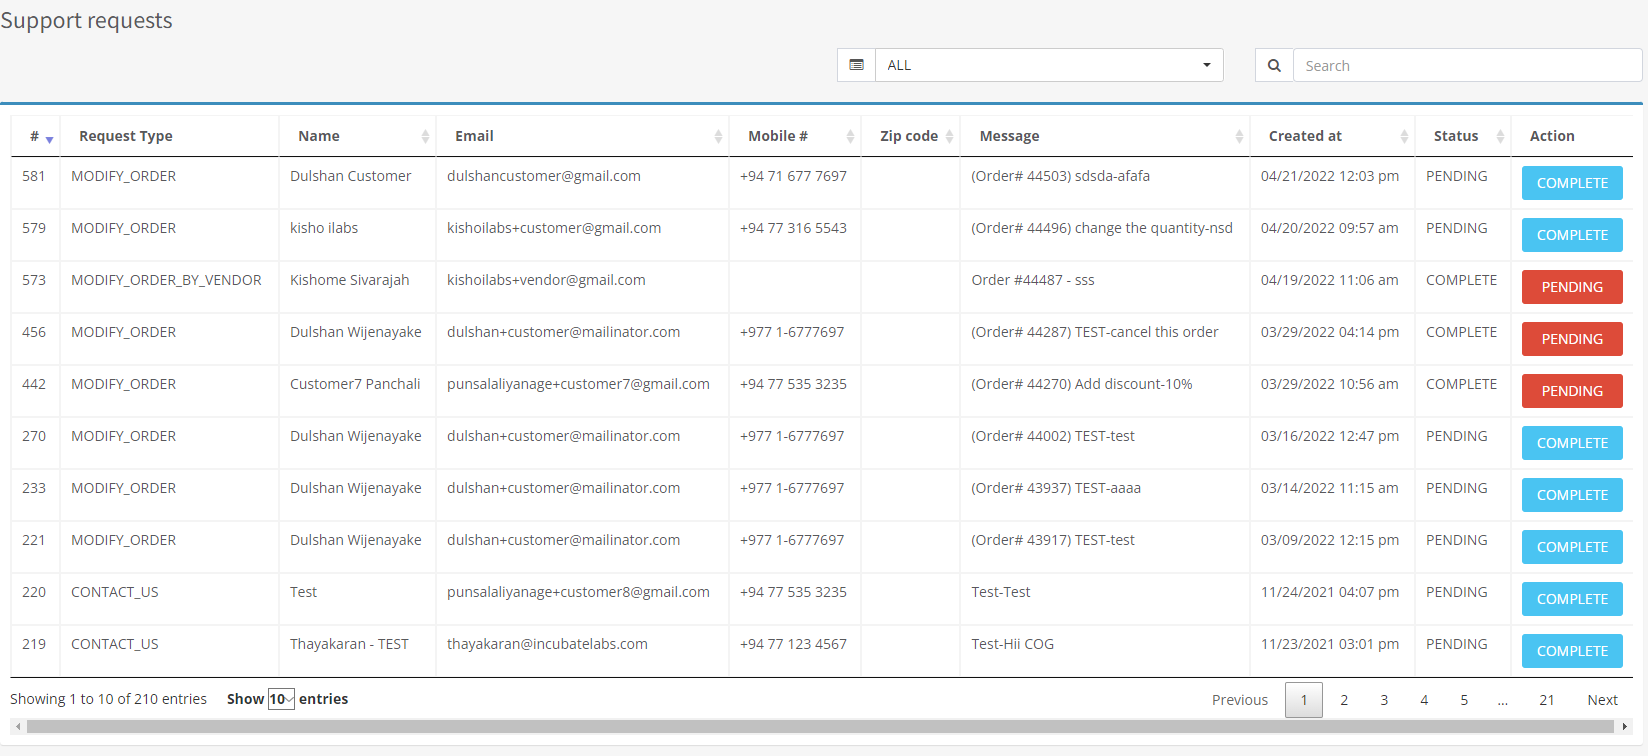 Support requests
ALL
Search
# Request Type Name Email Mobile # Zip code Message Created at Status Action
581 MODIFY_ORDER Dulshan Customer dulshancustomer@gmail.com +94 71 677 7697 (Order# 44503) sdsda-afafa 04/21/2022 12:03 pm PENDING COMPLETE
579 MODIFY_ORDER kisho ilabs kishoilabs+customer@gmail.com +94 77 316 5543 (Order# 44496) change the quantity-nsd 04/20/2022 09:57 am PENDING COMPLETE
573 MODIFY_ORDER_BY_VENDOR Kishome Sivarajah kishoilabs+vendor@gmail.com Order #44487 - sss 04/19/2022 11:06 am COMPLETE PENDING
456 MODIFY_ORDER Dulshan Wijenayake dulshan+customer@mailinator.com +977 1-6777697 (Order# 44287) TEST-cancel this order 03/29/2022 04:14 pm COMPLETE PENDING
442 MODIFY_ORDER Customer7 Panchali punsalaliyanage+customer7@gmail.com +94 77 535 3235 (Order# 44270) Add discount-10% 03/29/2022 10:56 am COMPLETE PENDING
270 MODIFY_ORDER Dulshan Wijenayake dulshan+customer@mailinator.com +977 1-6777697 (Order# 44002) TEST-test 03/16/2022 12:47 pm PENDING COMPLETE
233 MODIFY_ORDER Dulshan Wijenayake dulshan+customer@mailinator.com +977 1-6777697 (Order# 43937) TEST-aaaa 03/14/2022 11:15 am PENDING COMPLETE
221 MODIFY_ORDER Dulshan Wijenayake dulshan+customer@mailinator.com +977 1-6777697 (Order# 43917) TEST-test 03/09/2022 12:15 pm PENDING COMPLETE
220 CONTACT_US Test punsalaliyanage+customer8@gmail.com +94 77 535 3235 Test-Test 11/24/2021 04:07 pm PENDING COMPLETE
219 CONTACT_US Thayakaran - TEST thayakaran@incubatelabs.com +94 77 123 4567 Test-Hii COG 11/23/2021 03:01 pm PENDING COMPLETE
Showing 1 to 10 of 210 entries Show 10 entries Previous 1 2 3 4 5 ... 21 Next